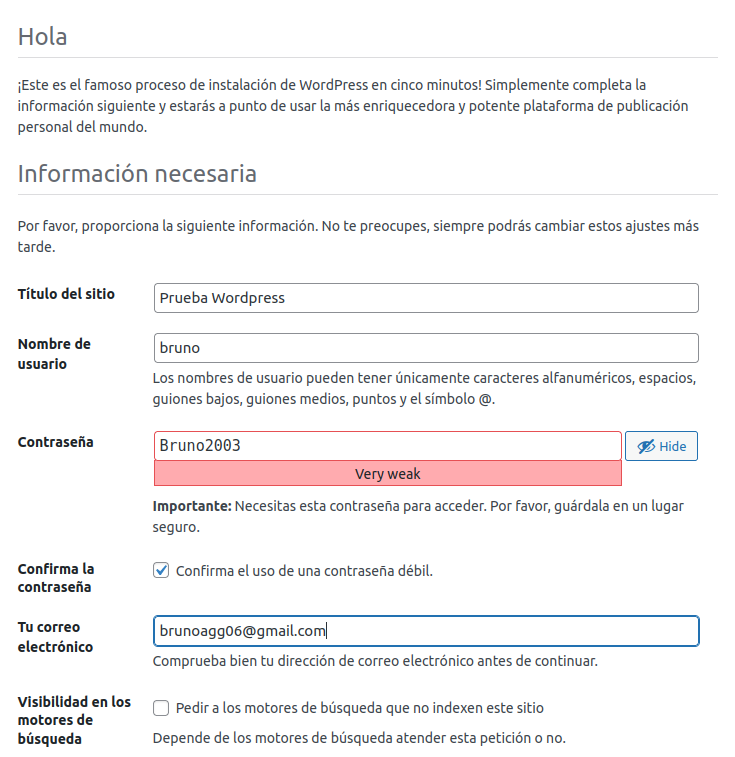 Hola
¡Este es el famoso proceso de instalación de WordPress en cinco minutos! Simplemente completa la
información siguiente y estarás a punto de usar la más enriquecedora y potente plataforma de publicación
personal del mundo.
Información necesaria
Por favor, proporciona la siguiente información. No te preocupes, siempre podrás cambiar estos ajustes más
tarde.
Título del sitio
Prueba Wordpress
Nombre de
usuario
bruno
Los nombres de usuario pueden tener únicamente caracteres alfanuméricos, espacios,
guiones bajos, guiones medios, puntos y el símbolo @.
Contraseña
Bruno2003
Hide
Very weak
Importante: Necesitas esta contraseña para acceder. Por favor, guárdala en un lugar
seguro.
Confirma la
contraseña
Confirma el uso de una contraseña débil.
Tu correo
electrónico
brunoagg06@gmail.com
Comprueba bien tu dirección de correo electrónico antes de continuar.
Visibilidad en los
motores de
búsqueda
Pedir a los motores de búsqueda que no indexen este sitio
Depende de los motores de búsqueda atender esta petición o no.